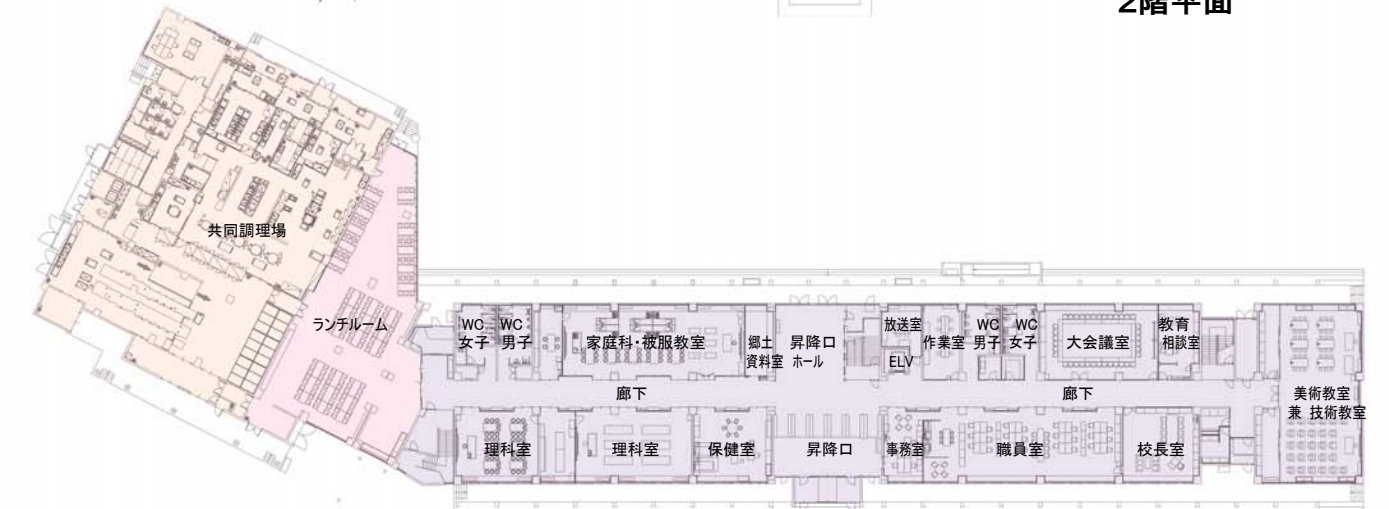 2階平面
共同調理場
ランチルーム
WC
女子
WC
男子
家庭科・被服教室
郷土
資料室
昇降口
ホール
放送室
ELV
作業室
WC
男子
WC
女子
大会議室
教育
相談室
廊下
廊下
美術教室
兼 技術教室
理科室
理科室
保健室
昇降口
事務室
職員室
校長室